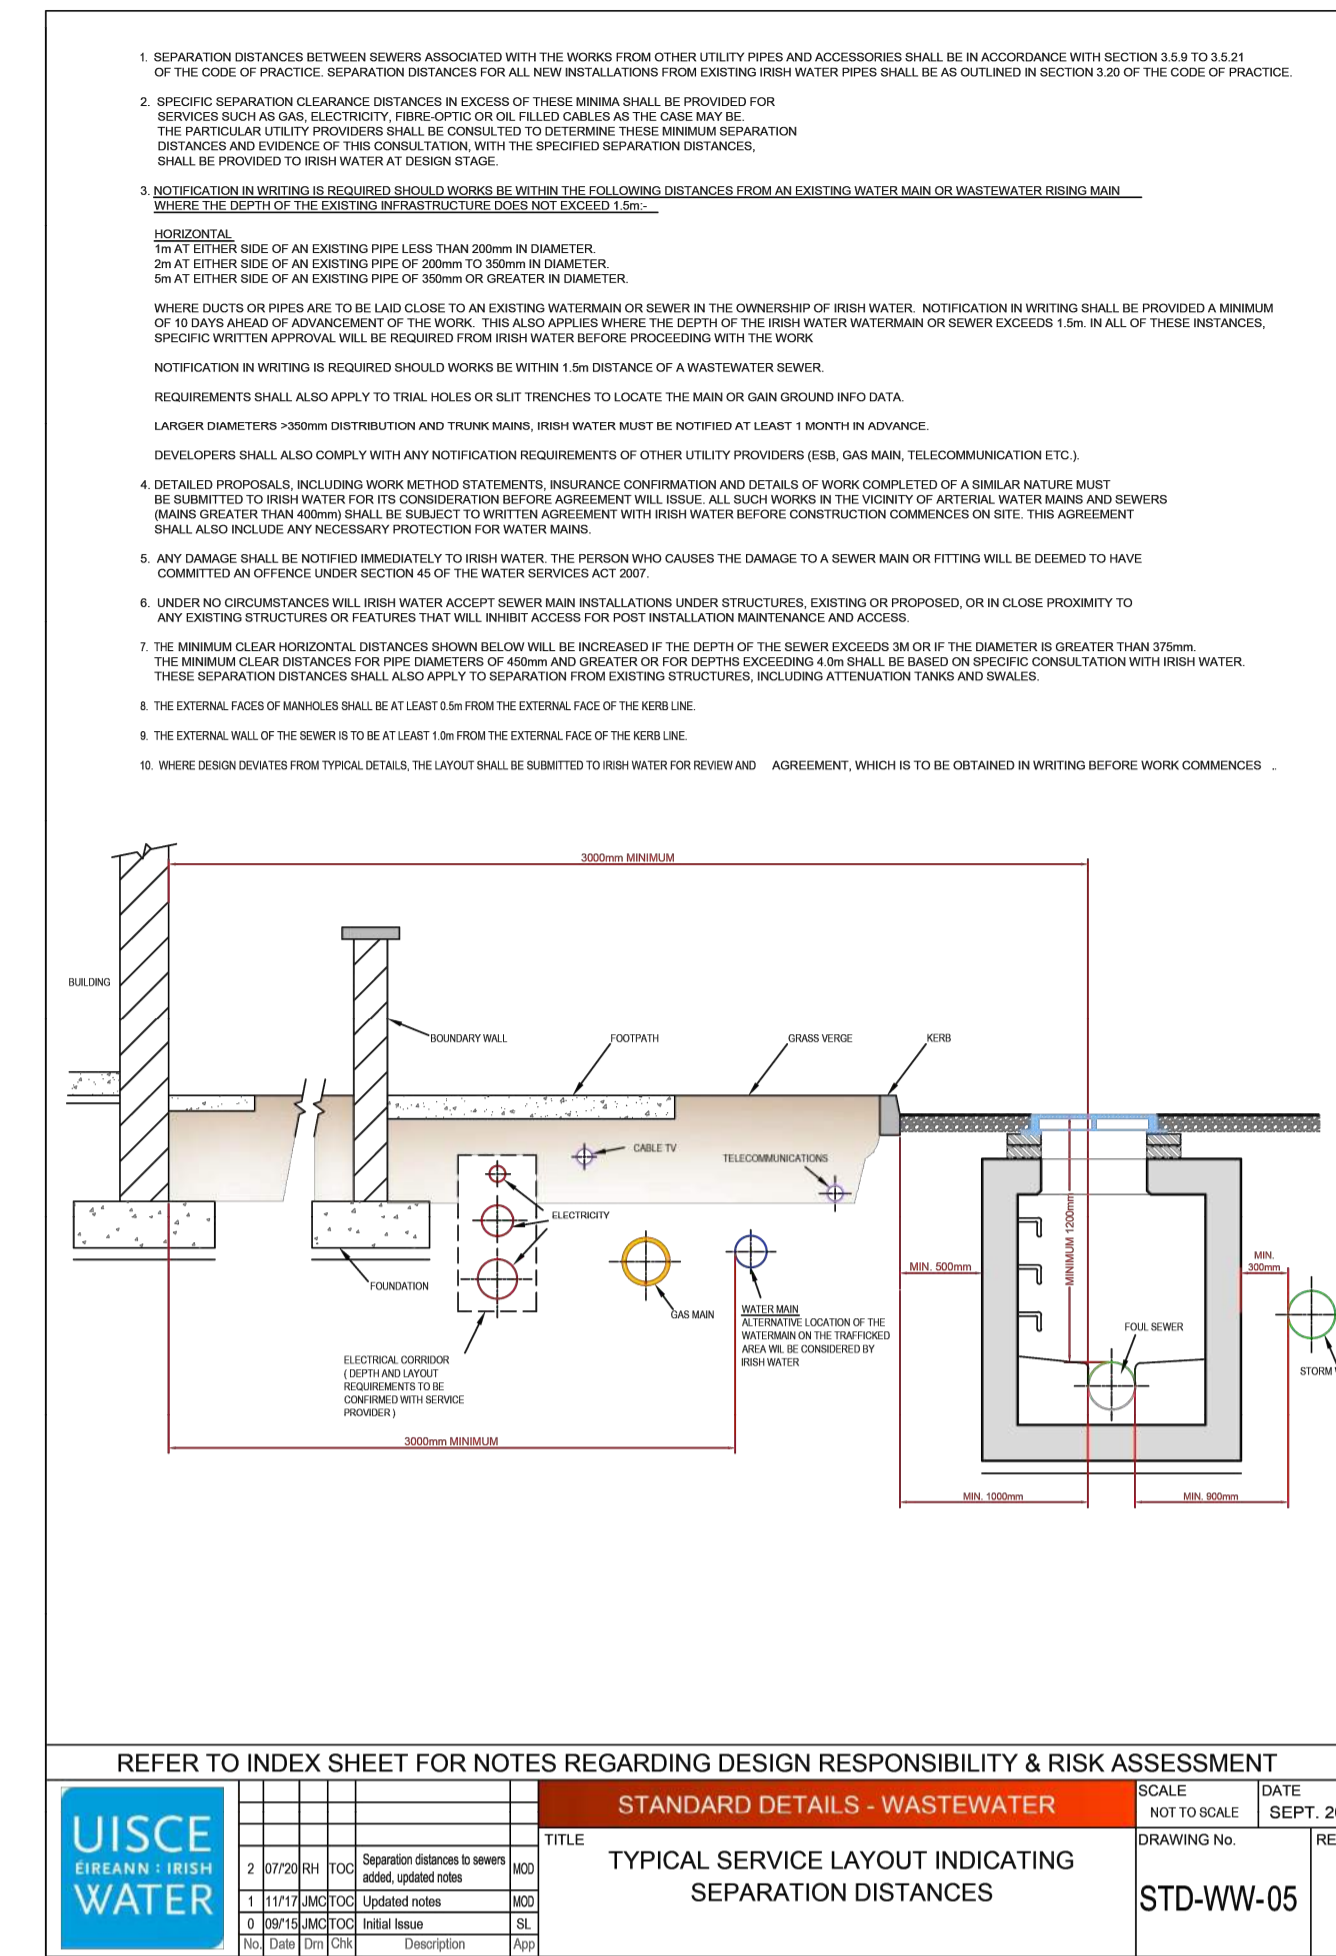 1. SEPARATION DISTANCES BETWEEN SEWERS ASSOCIATED WITH THE WORKS FROM OTHER UTILITY PIPES AND ACCESSORIES SHALL BE IN ACCORDANCE WITH SECTION 3.5.9 TO 3.5.21
OF THE CODE OF PRACTICE. SEPARATION DISTANCES FOR ALL NEW INSTALLATIONS FROM EXISTING IRISH WATER PIPES SHALL BE AS OUTLINED IN SECTION 3.20 OF THE CODE OF PRACTICE.
2. SPECIFIC SEPARATION CLEARANCE DISTANCES IN EXCESS OF THESE MINIMA SHALL BE PROVIDED FOR
SERVICES SUCH AS GAS, ELECTRICITY, FIBRE-OPTIC OR OIL FILLED CABLES AS THE CASE MAY BE.
THE PARTICULAR UTILITY PROVIDERS SHALL BE CONSULTED TO DETERMINE THESE MINIMUM SEPARATION
DISTANCES AND EVIDENCE OF THIS CONSULTATION, WITH THE SPECIFIED SEPARATION DISTANCES,
SHALL BE PROVIDED TO IRISH WATER AT DESIGN STAGE.
3. NOTIFICATION IN WRITING IS REQUIRED SHOULD WORKS BE WITHIN THE FOLLOWING DISTANCES FROM AN EXISTING WATER MAIN OR WASTEWATER RISING MAIN
WHERE THE DEPTH OF THE EXISTING INFRASTRUCTURE DOES NOT EXCEED 1.5m:-
HORIZONTAL
1m AT EITHER SIDE OF AN EXISTING PIPE LESS THAN 200mm IN DIAMETER.
2m AT EITHER SIDE OF AN EXISTING PIPE OF 200mm TO 350mm IN DIAMETER.
5m AT EITHER SIDE OF AN EXISTING PIPE OF 350mm OR GREATER IN DIAMETER.
WHERE DUCTS OR PIPES ARE TO BE LAID CLOSE TO AN EXISTING WATERMAIN OR SEWER IN THE OWNERSHIP OF IRISH WATER. NOTIFICATION IN WRITING SHALL BE PROVIDED A MINIMUM
OF 10 DAYS AHEAD OF ADVANCEMENT OF THE WORK. THIS ALSO APPLIES WHERE THE DEPTH OF THE IRISH WATER WATERMAIN OR SEWER EXCEEDS 1.5m. IN ALL OF THESE INSTANCES,
SPECIFIC WRITTEN APPROVAL WILL BE REQUIRED FROM IRISH WATER BEFORE PROCEEDING WITH THE WORK
NOTIFICATION IN WRITING IS REQUIRED SHOULD WORKS BE WITHIN 1.5m DISTANCE OF A WASTEWATER SEWER.
REQUIREMENTS SHALL ALSO APPLY TO TRIAL HOLES OR SLIT TRENCHES TO LOCATE THE MAIN OR GAIN GROUND INFO DATA.
LARGER DIAMETERS >350mm DISTRIBUTION AND TRUNK MAINS, IRISH WATER MUST BE NOTIFIED AT LEAST 1 MONTH IN ADVANCE.
DEVELOPERS SHALL ALSO COMPLY WITH ANY NOTIFICATION REQUIREMENTS OF OTHER UTILITY PROVIDERS (ESB, GAS MAIN, TELECOMMUNICATION ETC.).
4. DETAILED PROPOSALS, INCLUDING WORK METHOD STATEMENTS, INSURANCE CONFIRMATION AND DETAILS OF WORK COMPLETED OF A SIMILAR NATURE MUST
BE SUBMITTED TO IRISH WATER FOR ITS CONSIDERATION BEFORE AGREEMENT WILL ISSUE. ALL SUCH WORKS IN THE VICINITY OF ARTERIAL WATER MAINS AND SEWERS
(MAINS GREATER THAN 400mm) SHALL BE SUBJECT TO WRITTEN AGREEMENT WITH IRISH WATER BEFORE CONSTRUCTION COMMENCES ON SITE. THIS AGREEMENT
SHALL ALSO INCLUDE ANY NECESSARY PROTECTION FOR WATER MAINS.
5. ANY DAMAGE SHALL BE NOTIFIED IMMEDIATELY TO IRISH WATER. THE PERSON WHO CAUSES THE DAMAGE TO A SEWER MAIN OR FITTING WILL BE DEEMED TO HAVE
COMMITTED AN OFFENCE UNDER SECTION 45 OF THE WATER SERVICES ACT 2007.
6. UNDER NO CIRCUMSTANCES WILL IRISH WATER ACCEPT SEWER MAIN INSTALLATIONS UNDER STRUCTURES, EXISTING OR PROPOSED, OR IN CLOSE PROXIMITY TO
ANY EXISTING STRUCTURES OR FEATURES THAT WILL INHIBIT ACCESS FOR POST INSTALLATION MAINTENANCE AND ACCESS.
7. THE MINIMUM CLEAR HORIZONTAL DISTANCES SHOWN BELOW WILL BE INCREASED IF THE DEPTH OF THE SEWER EXCEEDS 3M OR IF THE DIAMETER IS GREATER THAN 375mm.
THE MINIMUM CLEAR DISTANCES FOR PIPE DIAMETERS OF 450mm AND GREATER OR FOR DEPTHS EXCEEDING 4.0m SHALL BE BASED ON SPECIFIC CONSULTATION WITH IRISH WATER.
THESE SEPARATION DISTANCES SHALL ALSO APPLY TO SEPARATION FROM EXISTING STRUCTURES, INCLUDING ATTENUATION TANKS AND SWALES.
8. THE EXTERNAL FACES OF MANHOLES SHALL BE AT LEAST 0.5m FROM THE EXTERNAL FACE OF THE KERB LINE.
9. THE EXTERNAL WALL OF THE SEWER IS TO BE AT LEAST 1.0m FROM THE EXTERNAL FACE OF THE KERB LINE.
10. WHERE DESIGN DEVIATES FROM TYPICAL DETAILS, THE LAYOUT SHALL BE SUBMITTED TO IRISH WATER FOR REVIEW AND AGREEMENT, WHICH IS TO BE OBTAINED IN WRITING BEFORE WORK COMMENCES ..
3000mm MINIMUM
BUILDING
BOUNDARY WALL
FOOTPATH
GRASS VERGE
KERB
CABLE TV
TELECOMMUNICATIONS
ELECTRICITY
MINIMUM 1200mm
FOUNDATION
GAS MAIN
WATER MAIN
ALTERNATIVE LOCATION OF THE
WATERMAIN ON THE TRAFFICKED
AREA WIL BE CONSIDERED BY
IRISH WATER
MIN. 500mm
MIN.
300mm
FOUL SEWER
STORM
ELECTRICAL CORRIDOR
( DEPTH AND LAYOUT
REQUIREMENTS TO BE
CONFIRMED WITH SERVICE
PROVIDER )
3000mm MINIMUM
MIN. 1000mm
MIN. 900mm
REFER TO INDEX SHEET FOR NOTES REGARDING DESIGN RESPONSIBILITY & RISK ASSESSMENT
UISCE
ÉIREANN : IRISH
WATER
2 07/'20 RH TOC Separation distances to sewers added, updated notes MOD
1 11/'17 JMC TOC Updated notes MOD
0 09/'15 JMC TOC Initial Issue SL
No. Date Drn Chk Description App
STANDARD DETAILS - WASTEWATER
TITLE
TYPICAL SERVICE LAYOUT INDICATING
SEPARATION DISTANCES
SCALE
NOT TO SCALE
DATE
SEPT.
DRAWING No.
STD-WW-05